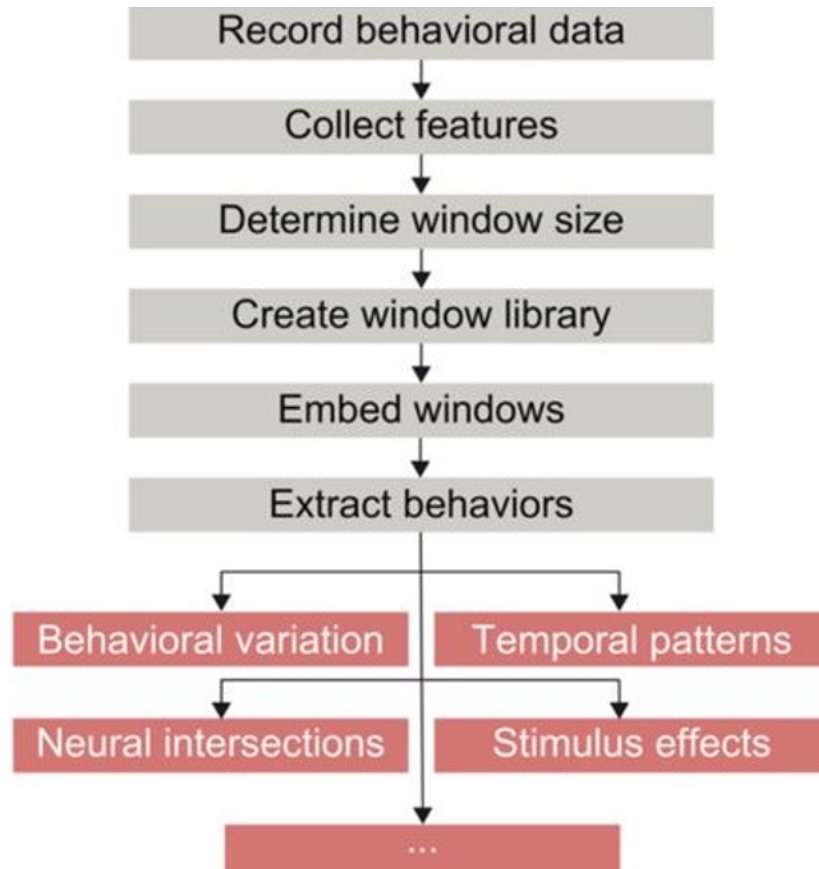 Record behavioral data
Collect features
Determine window size
Create window library
Embed windows
Extract behaviors
Behavioral variation
Temporal patterns
Neural intersections
Stimulus effects
...